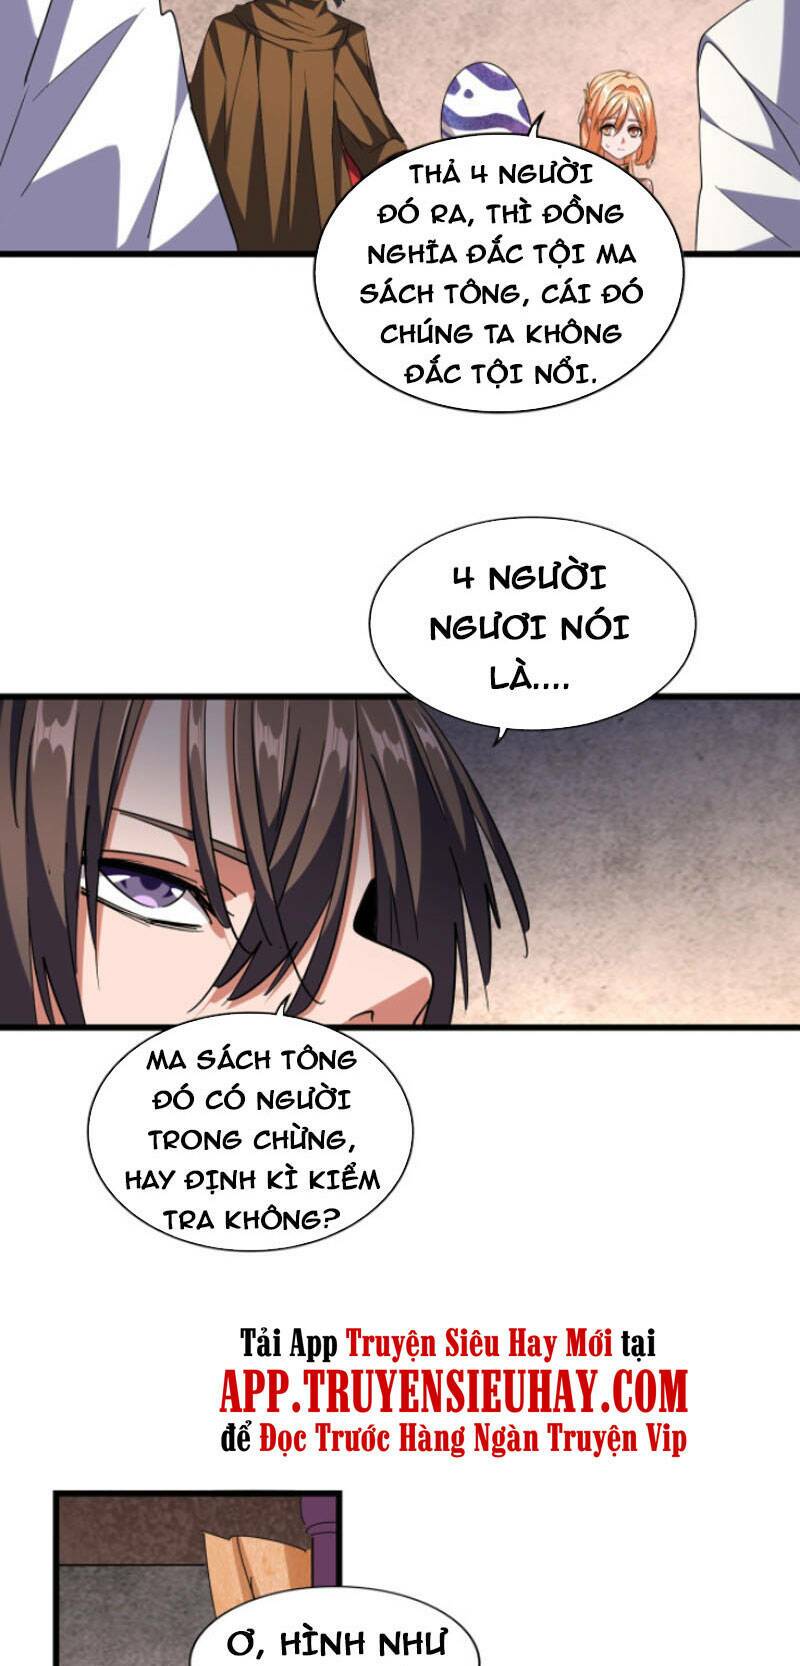 THẢ 4 NGƯỜI
ĐÓ RA, THÌ ĐỒNG
NGHĨA ĐẮC TỘI MA
SÁCH TÔNG, CÁI ĐÓ
CHÚNG TA KHÔNG
ĐẮC TỘI NỔI.
4 NGƯỜI
NGƯƠI NÓI
LÀ....
MA SÁCH TÔNG
ĐÓ CÓ NGƯỜI
TRONG CHỪNG,
HAY ĐỊNH KÌ KIỂM
TRA KHÔNG?
Tải App Truyện Siêu Hay Mới tại
APP.TRUYENSIEUHAY.COM
để Đọc Trước Hàng Ngàn Truyện Vip
Ơ, HÌNH NHƯ